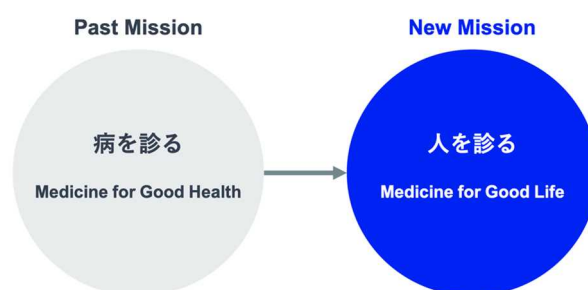 Past Mission
病を診る
Medicine for Good Health
New Mission
人を診る
Medicine for Good Life